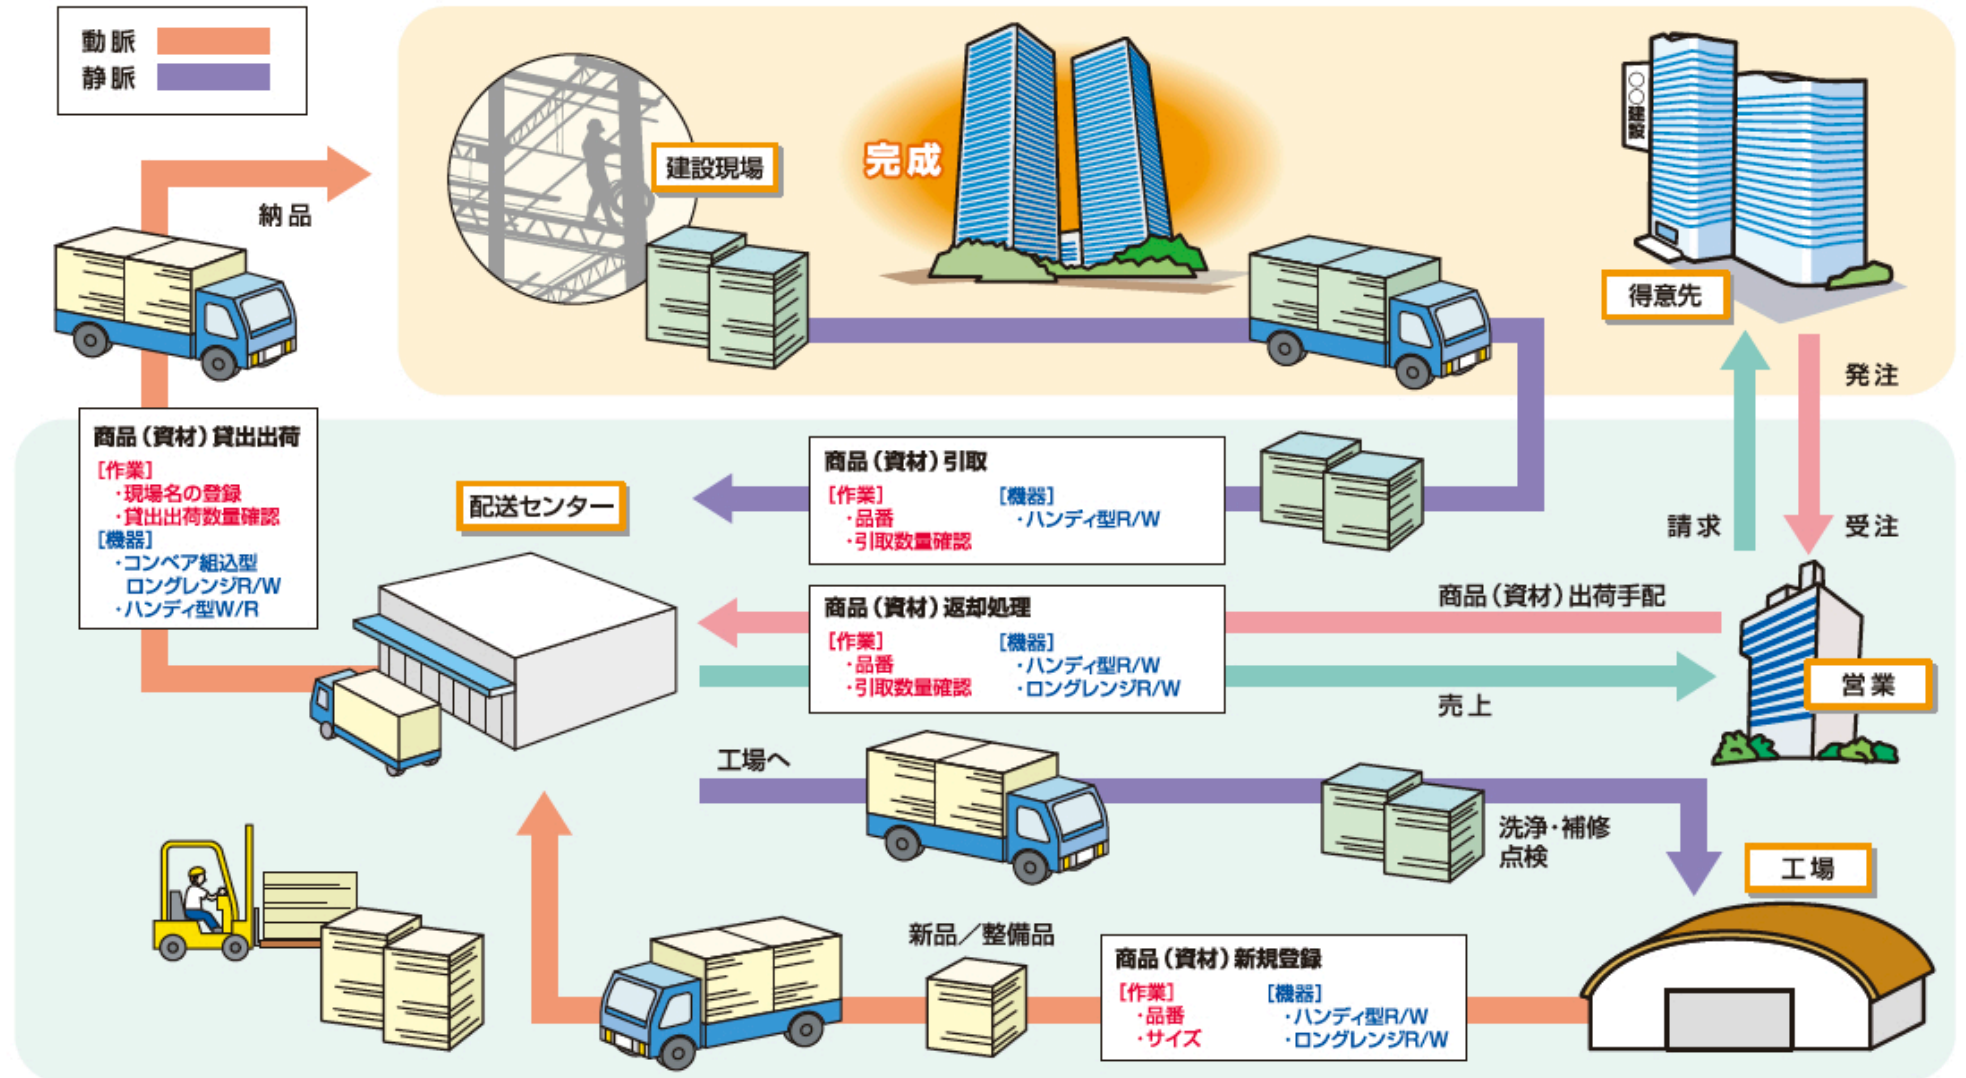 動脈
静脈
納品
建設現場
完成
○○建設
得意先
発注
受注
請求
商品(資材)貸出出荷
[作業]
・現場名の登録
・貸出出荷数量確認
[機器]
・コンベア組込型
ロングレンジR/W
・ハンディ型W/R
配送センター
商品(資材)引取
[作業]
・品番
・引取数量確認
[機器]
・ハンディ型R/W
商品(資材)返却処理
[作業]
・品番
・引取数量確認
[機器]
・ハンディ型R/W
・ロングレンジR/W
商品(資材)出荷手配
売上
営業
工場へ
洗浄・補修
点検
工場
新品/整備品
商品(資材)新規登録
[作業]
・品番
・サイズ
[機器]
・ハンディ型R/W
・ロングレンジR/W